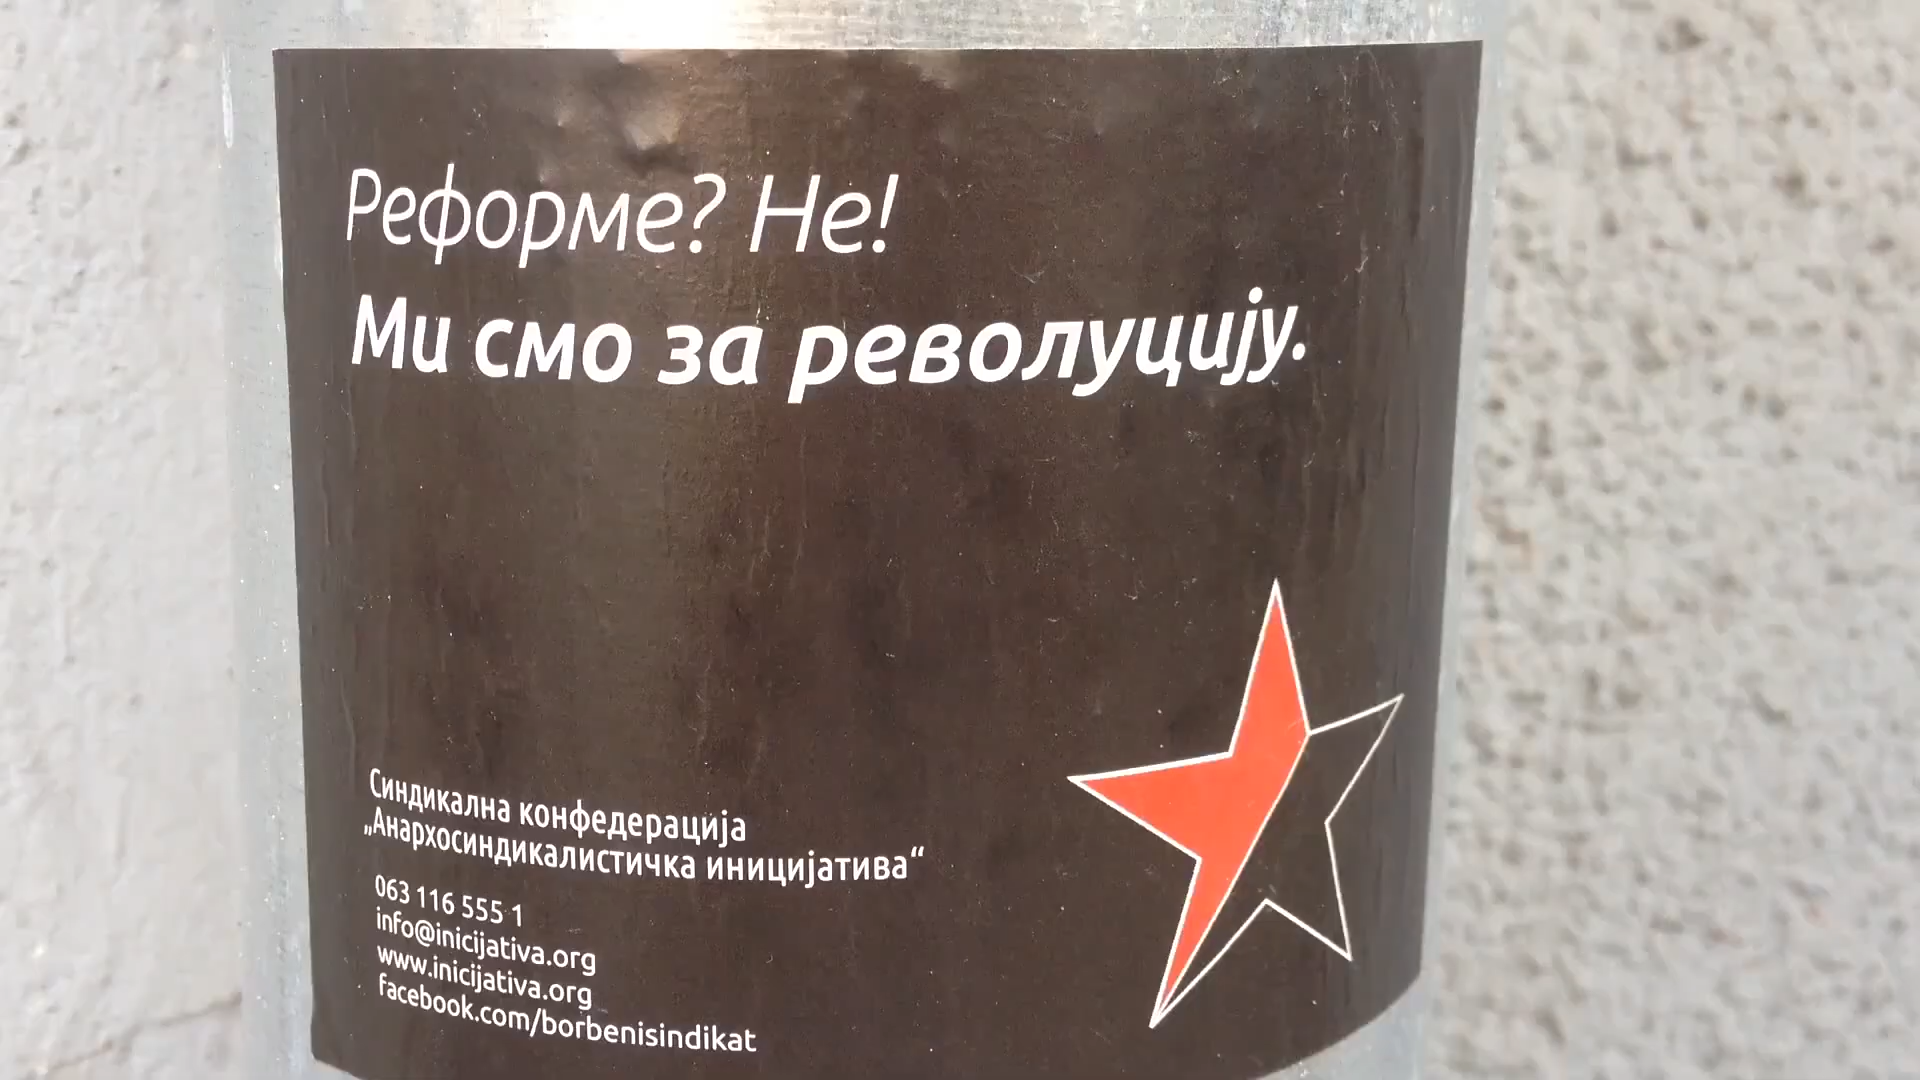 Реформе? Не!
Ми смо за револуцију.
Синдикална конфедерација
„Анархосиндикалистичка иницијатива“
063 116 555 1
info@inicijativa.org
www.inicijativa.org
facebook.com/borbenisindikat